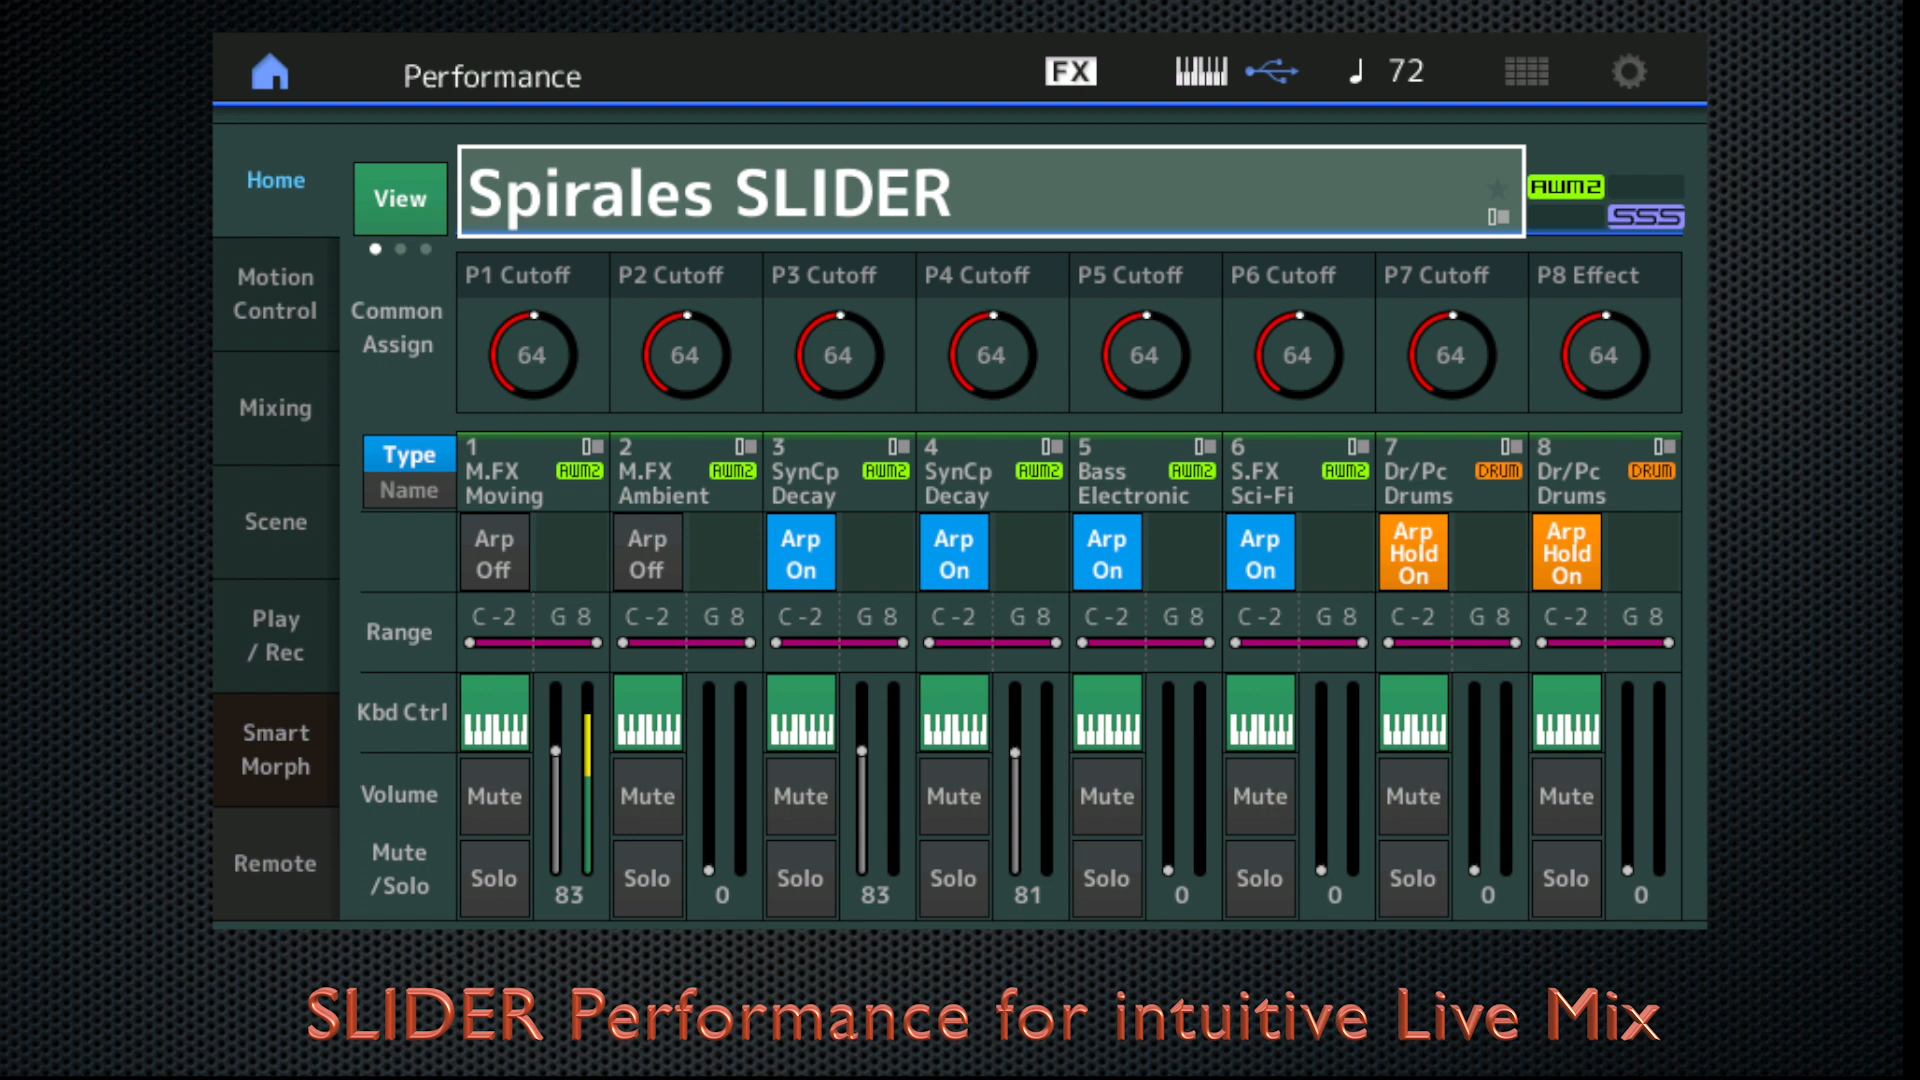 Performance
FX
72
Home
View
Spirales SLIDER
AWM2
SSS
Motion
Control
Common
Assign
P1 Cutoff P2 Cutoff P3 Cutoff P4 Cutoff P5 Cutoff P6 Cutoff P7 Cutoff P8 Effect
64 64 64 64 64 64 64 64
Mixing
Scene
Play
/ Rec
Smart
Morph
Remote
Type
Name
1 2 3 4 5 6 7 8
M.FX AWM2 M.FX AWM2 SynCp AWM2 SynCp AWM2 Bass AWM2 S.FX AWM2 Dr/Pc DRUM Dr/Pc DRUM
Moving Ambient Decay Decay Electronic Sci-Fi Drums Drums
Arp Off
Arp Off
Arp On
Arp On
Arp On
Arp On
Arp Hold On
Arp Hold On
Range
C -2 G 8 C -2 G 8 C -2 G 8 C -2 G 8 C -2 G 8 C -2 G 8 C -2 G 8 C -2 G 8
Kbd Ctrl
Volume
Mute Mute Mute Mute Mute Mute Mute Mute
Mute
/Solo
Solo Solo Solo Solo Solo Solo Solo Solo
83 0 83 81 0 0 0 0
SLIDER Performance for intuitive Live Mix